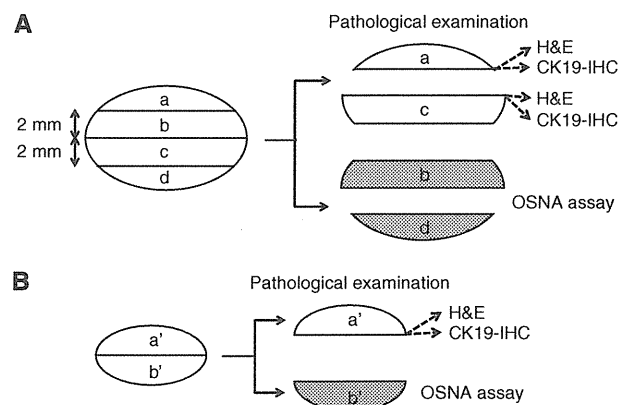 A
Pathological examination
a
b
c
d
2 mm
2 mm
a
H&E
CK19-IHC
c
H&E
CK19-IHC
b
d
OSNA assay
B
Pathological examination
a'
b'
a'
H&E
CK19-IHC
b'
OSNA assay